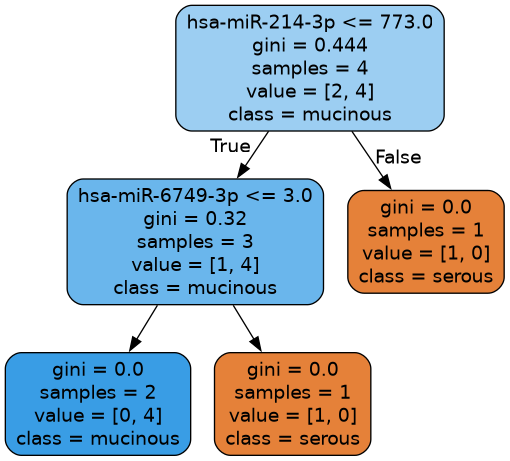 hsa-miR-214-3p <= 773.0
gini = 0.444
samples = 4
value = [2, 4]
class = mucinous
True
False
hsa-miR-6749-3p <= 3.0
gini = 0.32
samples = 3
value = [1, 4]
class = mucinous
gini = 0.0
samples = 1
value = [1, 0]
class = serous
gini = 0.0
samples = 2
value = [0, 4]
class = mucinous
gini = 0.0
samples = 1
value = [1, 0]
class = serous